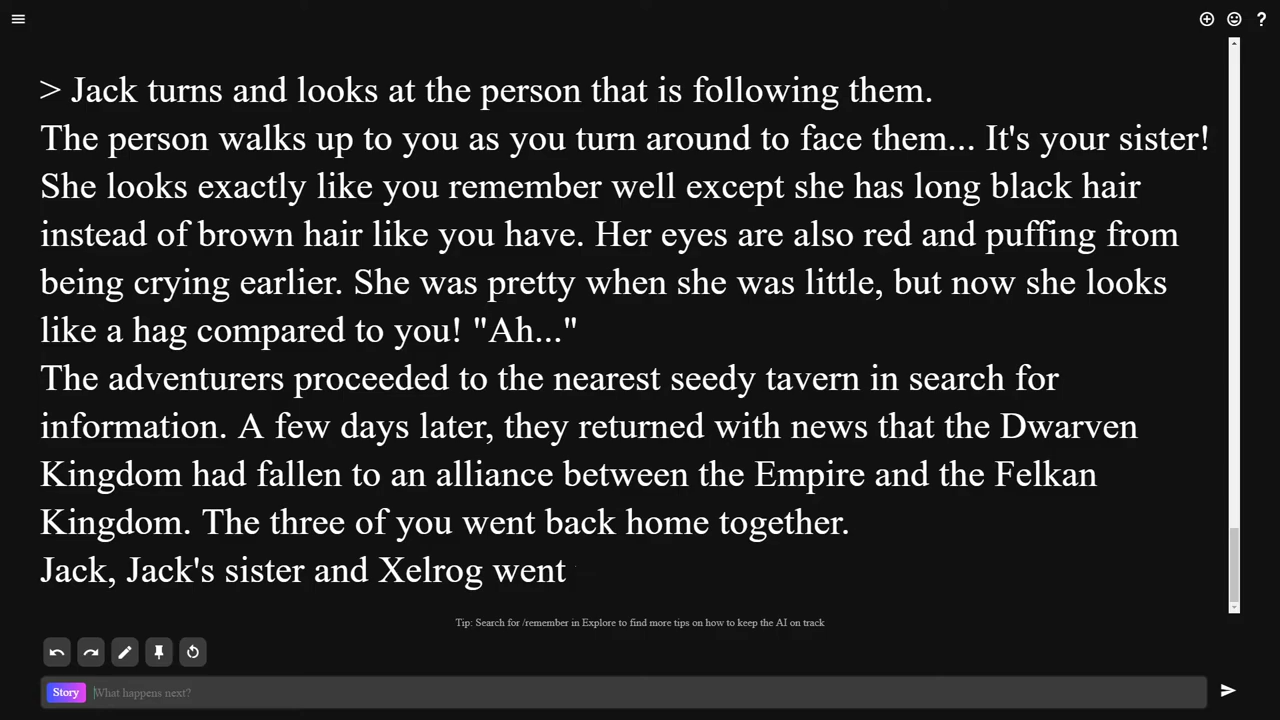 > Jack turns and looks at the person that is following them.
The person walks up to you as you turn around to face them... It's your sister!
She looks exactly like you remember well except she has long black hair
instead of brown hair like you have. Her eyes are also red and puffing from
being crying earlier. She was pretty when she was little, but now she looks
like a hag compared to you! "Ah..."
The adventurers proceeded to the nearest seedy tavern in search for
information. A few days later, they returned with news that the Dwarven
Kingdom had fallen to an alliance between the Empire and the Felkan
Kingdom. The three of you went back home together.
Jack, Jack's sister and Xelrog went
Tip: Search for /remember in Explore to find more tips on how to keep the AI on track
Story What happens next?